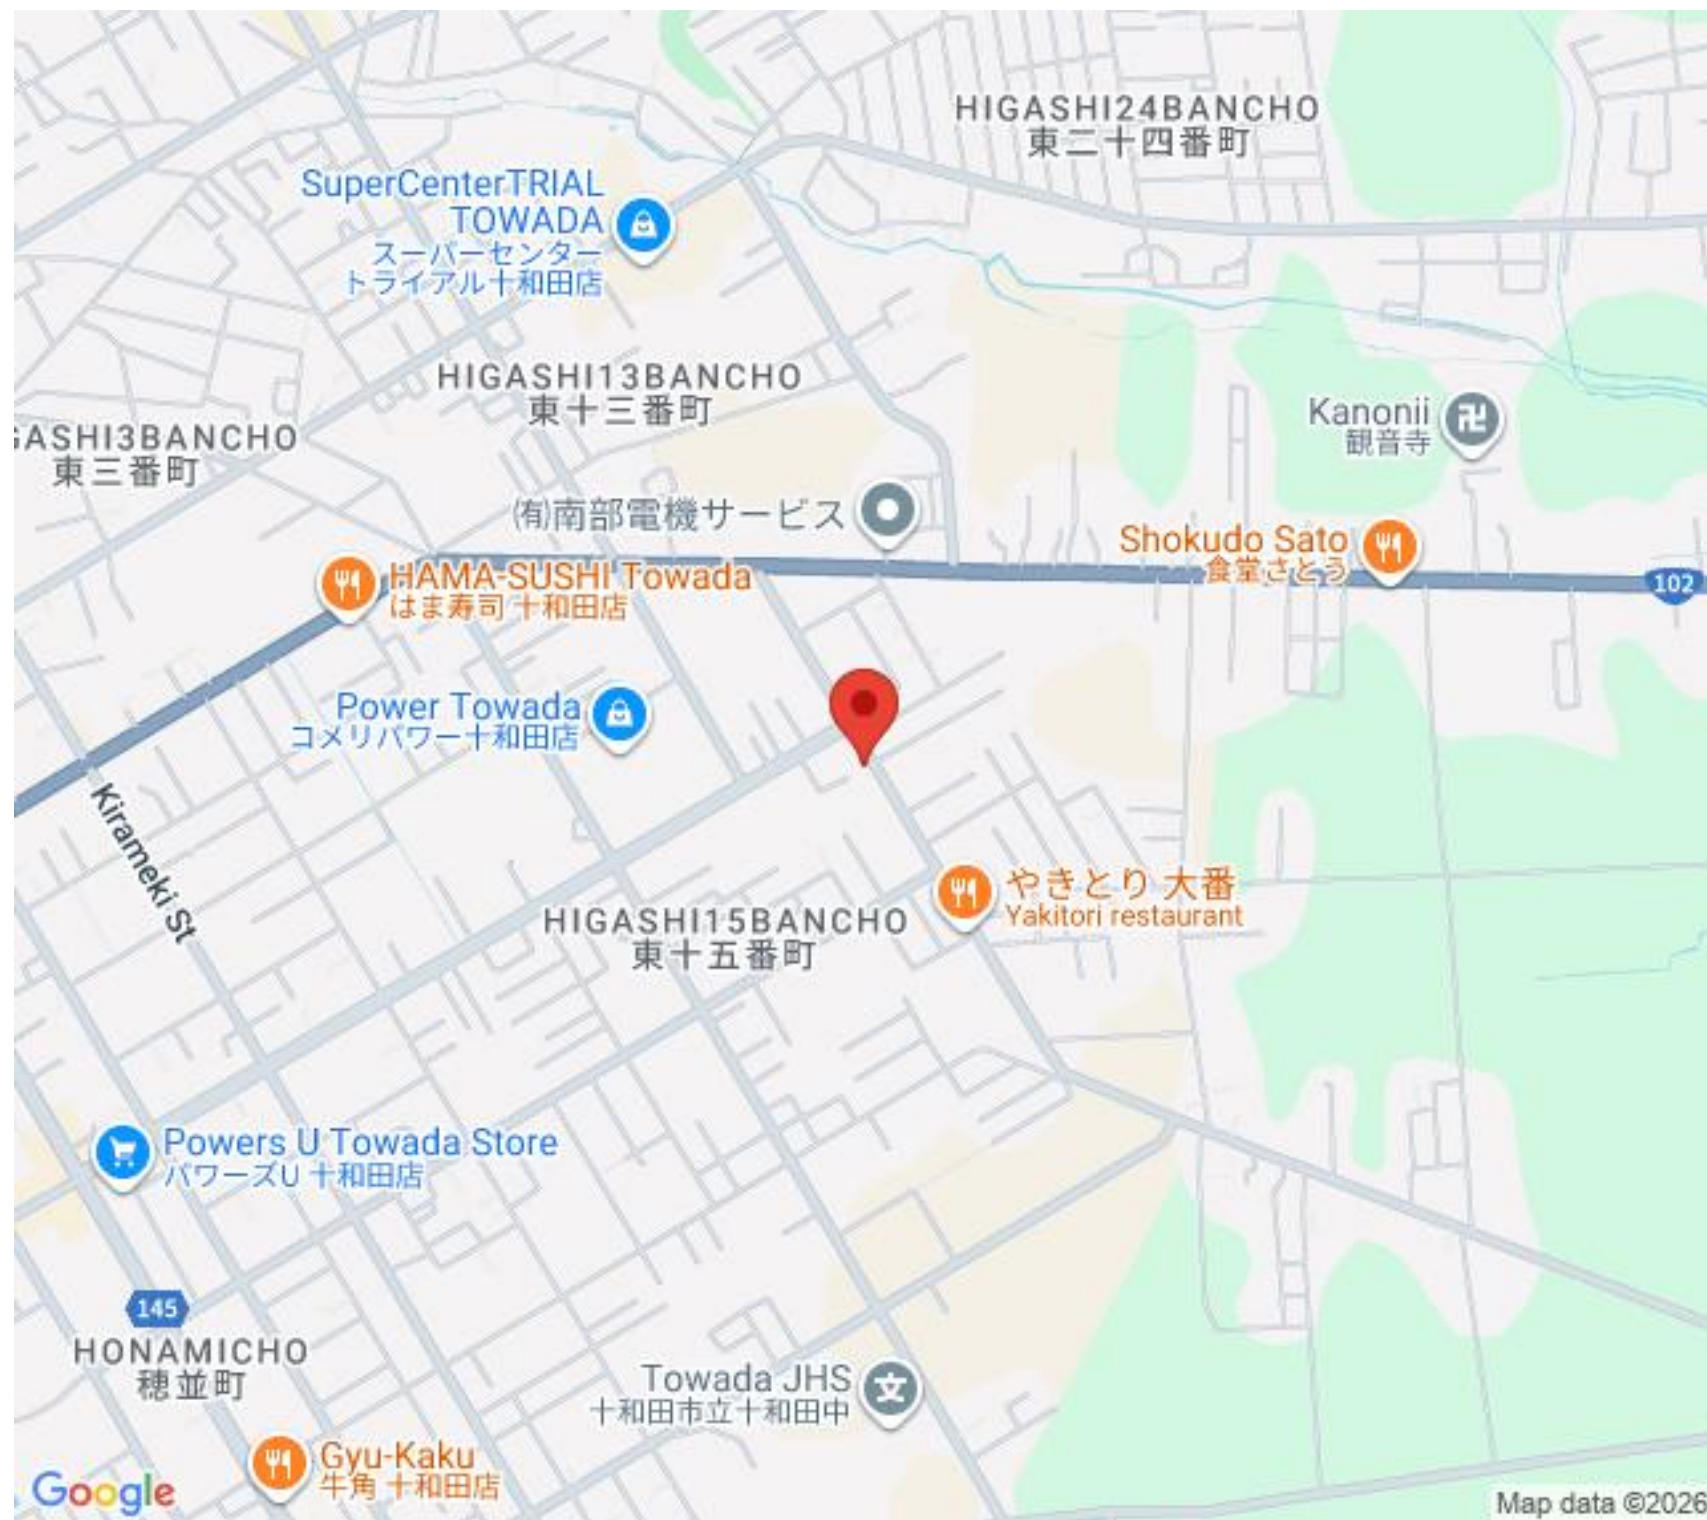 HIGASHI24BANCHO
東二十四番町
SuperCenterTRIAL
TOWADA
スーパーセンター
トライアル十和田店
HIGASHI13BANCHO
東十三番町
GASHI3BANCHO
東三番町
Kanonji
観音寺
㈲南部電機サービス
Shokudo Sato
食堂さとう
102
HAMA-SUSHI Towada
はま寿司 十和田店
Power Towada
コメリパワー十和田店
Kirameki St
やきとり 大番
Yakitori restaurant
HIGASHI15BANCHO
東十五番町
Powers U Towada Store
パワーズU 十和田店
145
HONAMICHO
穂並町
Towada JHS
十和田市立十和田中
文
Gyu-Kaku
牛角 十和田店
Google
Map data ©2026